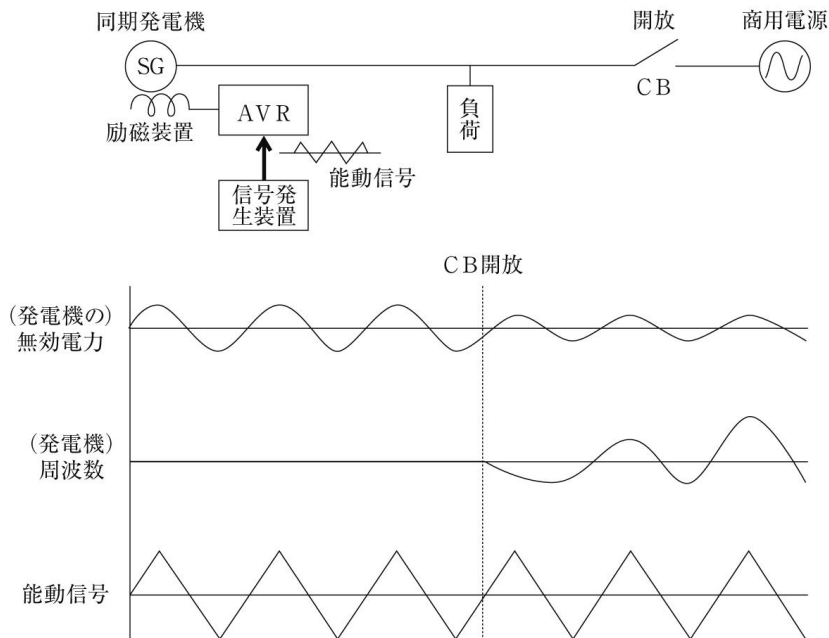 同期発電機
開放
商用電源
SG
CB
AVR
負荷
励磁装置
能動信号
信号発
生装置
CB開放
(発電機の)
無効電力
(発電機)
周波数
能動信号